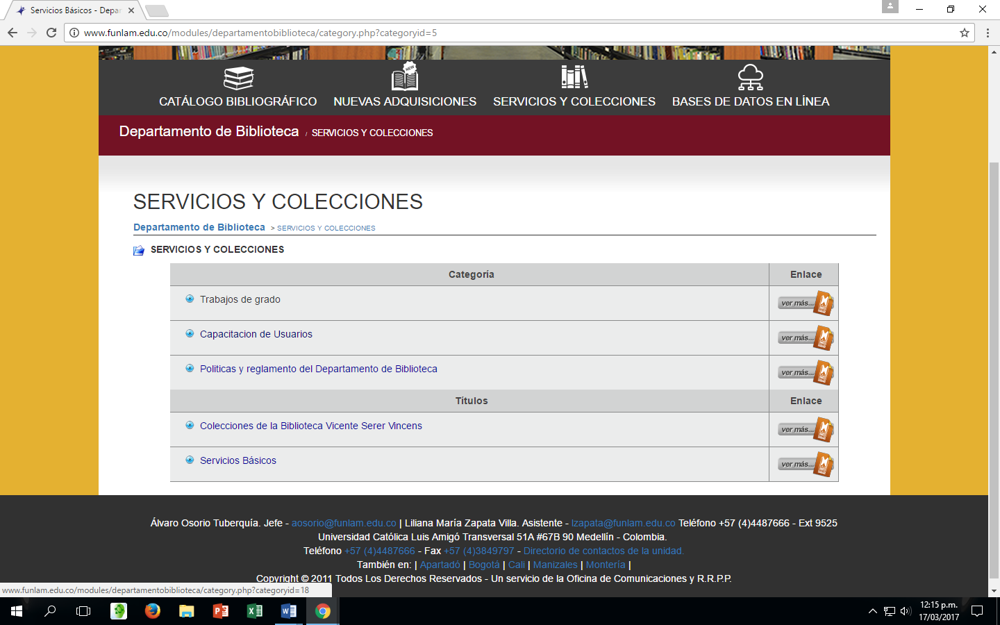 Servicios Básicos - Depar
www.funlam.edu.co/modules/departamentobiblioteca/category.php?categoryid=5
NEW
CATÁLOGO BIBLIOGRÁFICO NUEVAS ADQUISICIONES SERVICIOS Y COLECCIONES BASES DE DATOS EN LÍNEA
Departamento de Biblioteca / SERVICIOS Y COLECCIONES
SERVICIOS Y COLECCIONES
Departamento de Biblioteca > SERVICIOS Y COLECCIONES
SERVICIOS Y COLECCIONES
Categoría Enlace
Trabajos de grado ver más...
Capacitacion de Usuarios ver más...
Politicas y reglamento del Departamento de Biblioteca ver más...
Títulos Enlace
Colecciones de la Biblioteca Vicente Serer Vincens ver más...
Servicios Básicos ver más...
Álvaro Osorio Tuberquía. Jefe - aosorio@funlam.edu.co | Liliana María Zapata Villa. Asistente - lzapata@funlam.edu.co Teléfono +57 (4)4487666 - Ext 9525
Universidad Católica Luis Amigó Transversal 51A #67B 90 Medellín - Colombia.
Teléfono +57 (4)4487666 - Fax +57 (4)3849797 - Directorio de contactos de la unidad.
También en: | Apartadó | Bogotá | Cali | Manizales | Montería |
Copyright © 2011 Todos Los Derechos Reservados - Un servicio de la Oficina de Comunicaciones y R.R.P.P.
www.funlam.edu.co/modules/departamentobiblioteca/category.php?categoryid=18
12:15 p.m.
17/03/2017